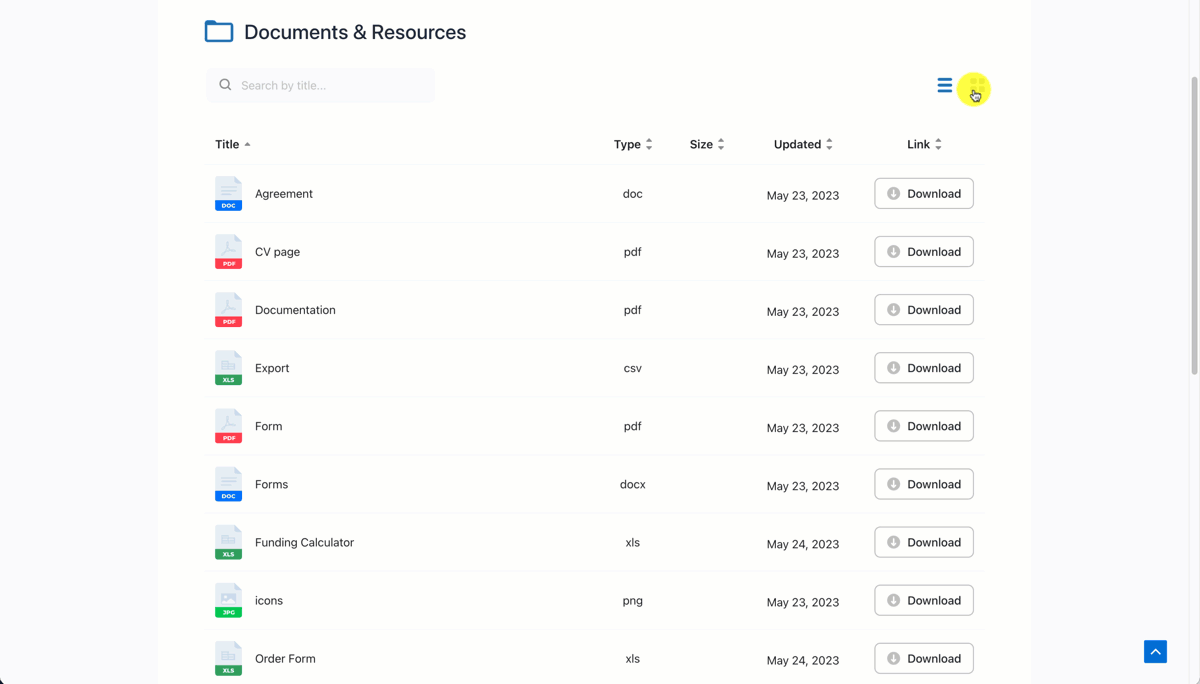 Documents & Resources
Search by title...
Title Type Size Updated Link
DOC Agreement doc May 23, 2023 Download
PDF CV page pdf May 23, 2023 Download
PDF Documentation pdf May 23, 2023 Download
XLS Export csv May 23, 2023 Download
PDF Form pdf May 23, 2023 Download
DOC Forms docx May 23, 2023 Download
XLS Funding Calculator xls May 24, 2023 Download
JPG icons png May 23, 2023 Download
XLS Order Form xls May 24, 2023 Download